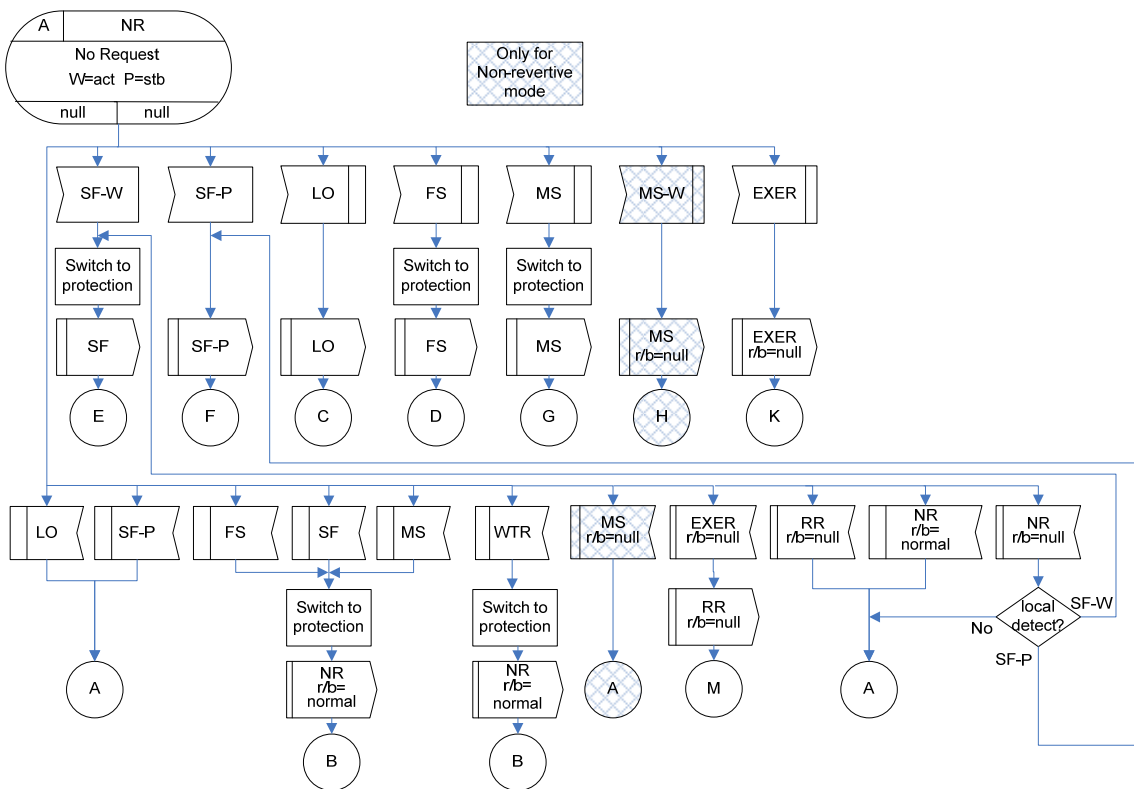 A
NR
No Request
W=act P=stb
null
null
Only for
Non-revertive
mode
SF-W
SF-P
LO
FS
MS
MS-W
EXER
Switch to
protection
Switch to
protection
Switch to
protection
SF
SF-P
LO
FS
MS
MS
r/b=null
EXER
r/b=null
E
F
C
D
G
H
K
LO
SF-P
FS
SF
MS
WTR
MS
r/b=null
EXER
r/b=null
RR
r/b=null
NR
r/b=
normal
NR
r/b=null
Switch to
protection
Switch to
protection
RR
r/b=null
local
detect?
SF-W
No
SF-P
A
NR
r/b=
normal
NR
r/b=
normal
A
M
A
B
B